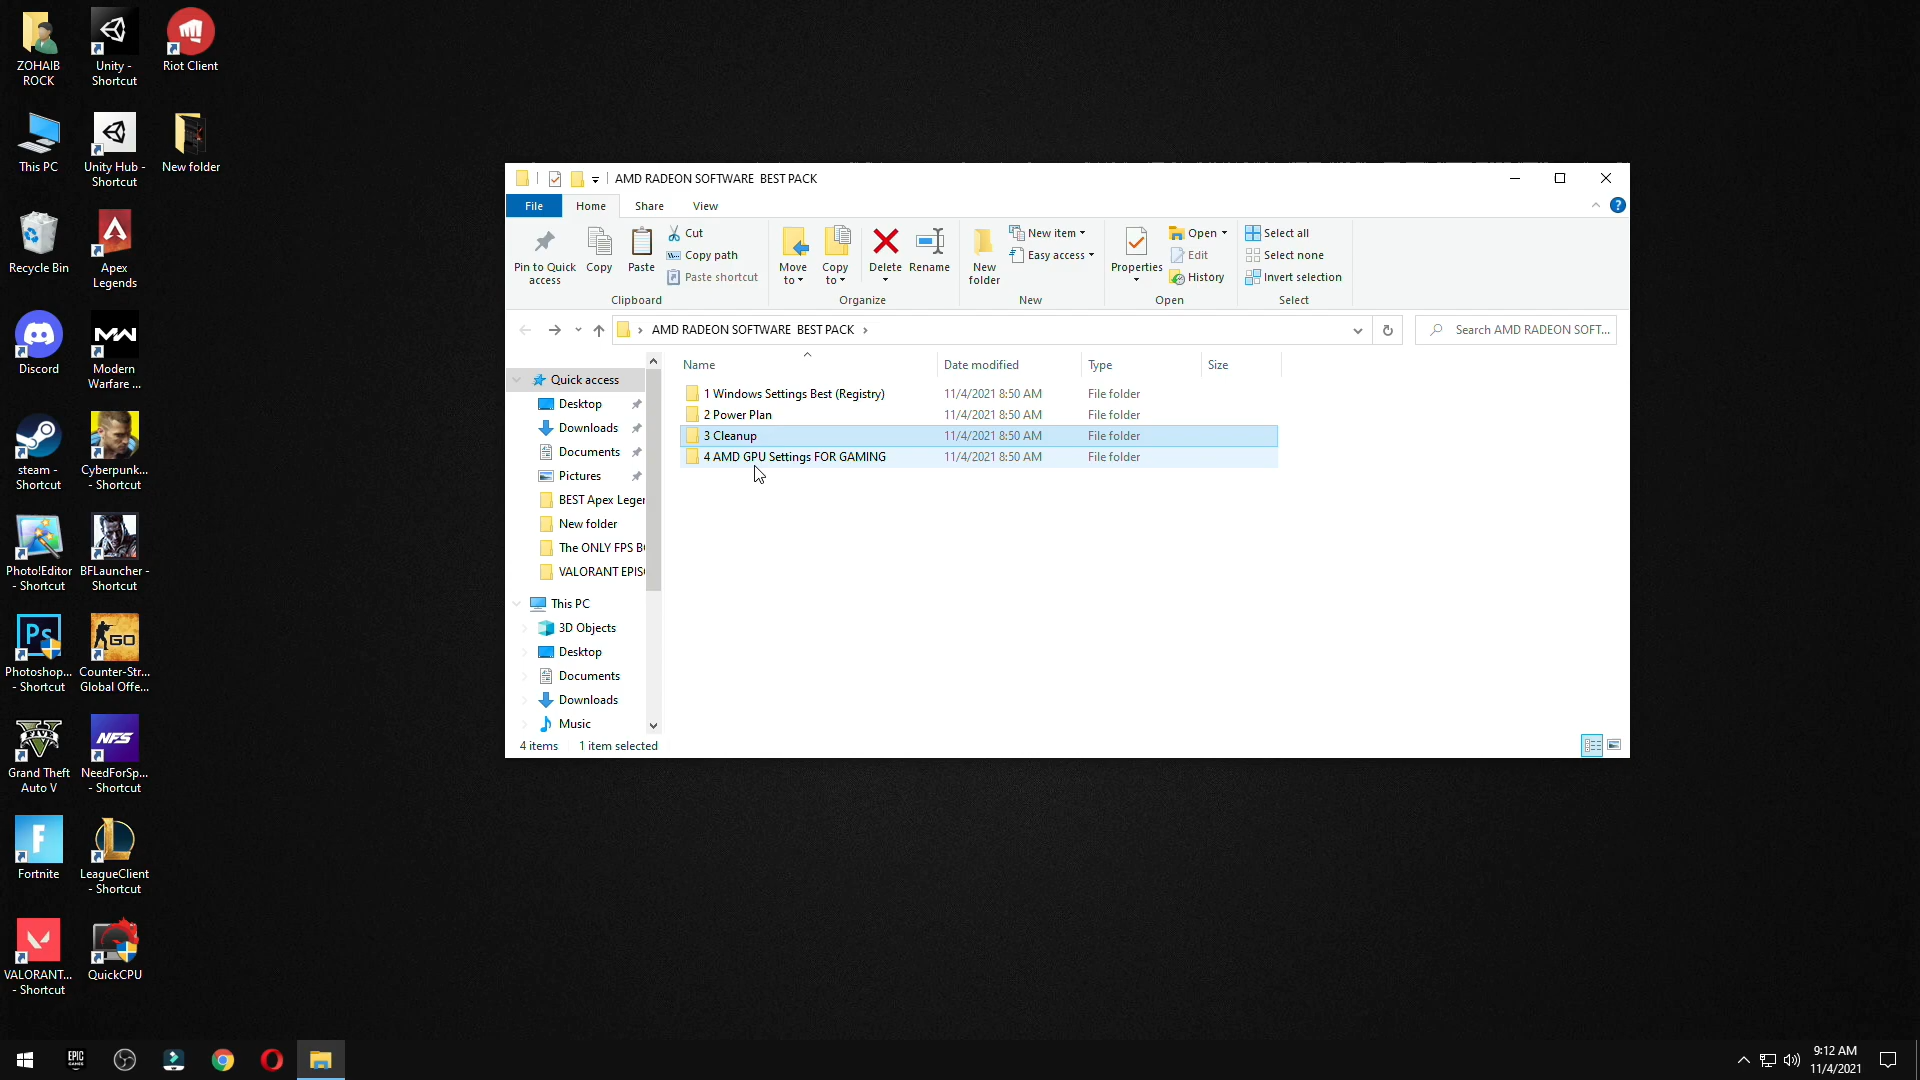 ZOHAIB
ROCK
Unity -
Shortcut
Riot Client
This PC
Unity Hub -
Shortcut
New folder
Recycle Bin
Apex
Legends
Discord
Modern
Warfare ...
steam -
Shortcut
Cyberpunk...
- Shortcut
Photo!Editor
- Shortcut
BFLauncher -
Shortcut
Ps
GO
Photoshop...
- Shortcut
Counter-Str...
Global Offe...
NFS
Grand Theft
Auto V
NeedForSp...
- Shortcut
F
Fortnite
LeagueClient
- Shortcut
VALORANT...
- Shortcut
QuickCPU
AMD RADEON SOFTWARE BEST PACK
File
Home
Share
View
Pin to Quick
access
Copy
Paste
Cut
Copy path
Paste shortcut
Clipboard
Move
to
Copy
to
Delete
Rename
Organize
New
folder
New item
Easy access
New
Properties
Open
Edit
History
Open
Select all
Select none
Invert selection
Select
AMD RADEON SOFTWARE BEST PACK
Search AMD RADEON SOFT...
Quick access
Desktop
Downloads
Documents
Pictures
BEST Apex Leger
New folder
The ONLY FPS B
VALORANT EPIS
This PC
3D Objects
Desktop
Documents
Downloads
Music
Name
Date modified
Type
Size
1 Windows Settings Best (Registry) 11/4/2021 8:50 AM File folder
2 Power Plan 11/4/2021 8:50 AM File folder
3 Cleanup 11/4/2021 8:50 AM File folder
4 AMD GPU Settings FOR GAMING 11/4/2021 8:50 AM File folder
4 items
1 item selected
EPIC
GAMES
9:12 AM
11/4/2021